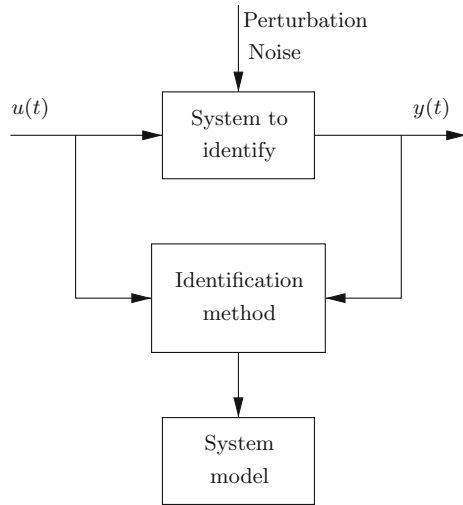 Perturbation
Noise
u(t)
System to
identify
y(t)
Identification
method
System
model